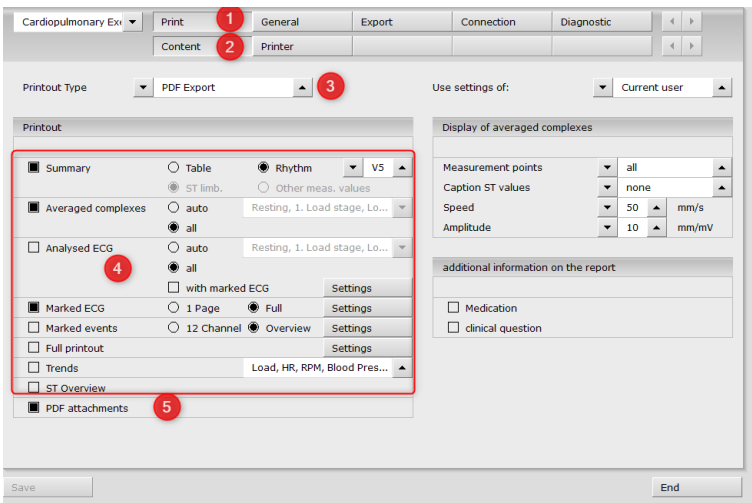 Cardiopulmonary Exe Print 1 General Export Connection Diagnostic
Content 2 Printer
Printout Type PDF Export 3 Use settings of: Current user
Printout
Summary Table Rhythm V5
ST limb. Other meas. values
Averaged complexes auto Resting, 1. Load stage, Lo...
all
Analysed ECG auto Resting, 1. Load stage, Lo...
4 all
with marked ECG Settings
Marked ECG 1 Page Full Settings
Marked events 12 Channel Overview Settings
Full printout Settings
Trends Load, HR, RPM, Blood Pres...
ST Overview
PDF attachments 5
Display of averaged complexes
Measurement points all
Caption ST values none
Speed 50 mm/s
Amplitude 10 mm/mV
additional information on the report
Medication
clinical question
Save End